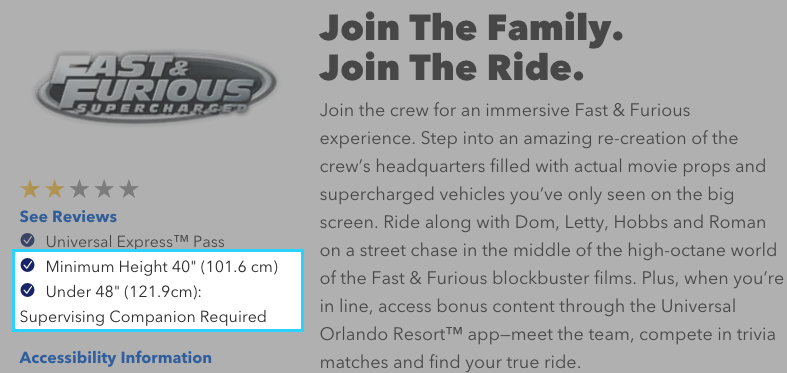 FAST &
FURIOUS
SUPERCHARGED
See Reviews
Universal Express™ Pass
Minimum Height 40" (101.6 cm)
Under 48" (121.9cm):
Supervising Companion Required
Accessibility Information
Join The Family.
Join The Ride.
Join the crew for an immersive Fast & Furious
experience. Step into an amazing re-creation of the
crew’s headquarters filled with actual movie props and
supercharged vehicles you’ve only seen on the big
screen. Ride along with Dom, Letty, Hobbs and Roman
on a street chase in the middle of the high-octane world
of the Fast & Furious blockbuster films. Plus, when you’re
in line, access bonus content through the Universal
Orlando Resort™ app—meet the team, compete in trivia
matches and find your true ride.